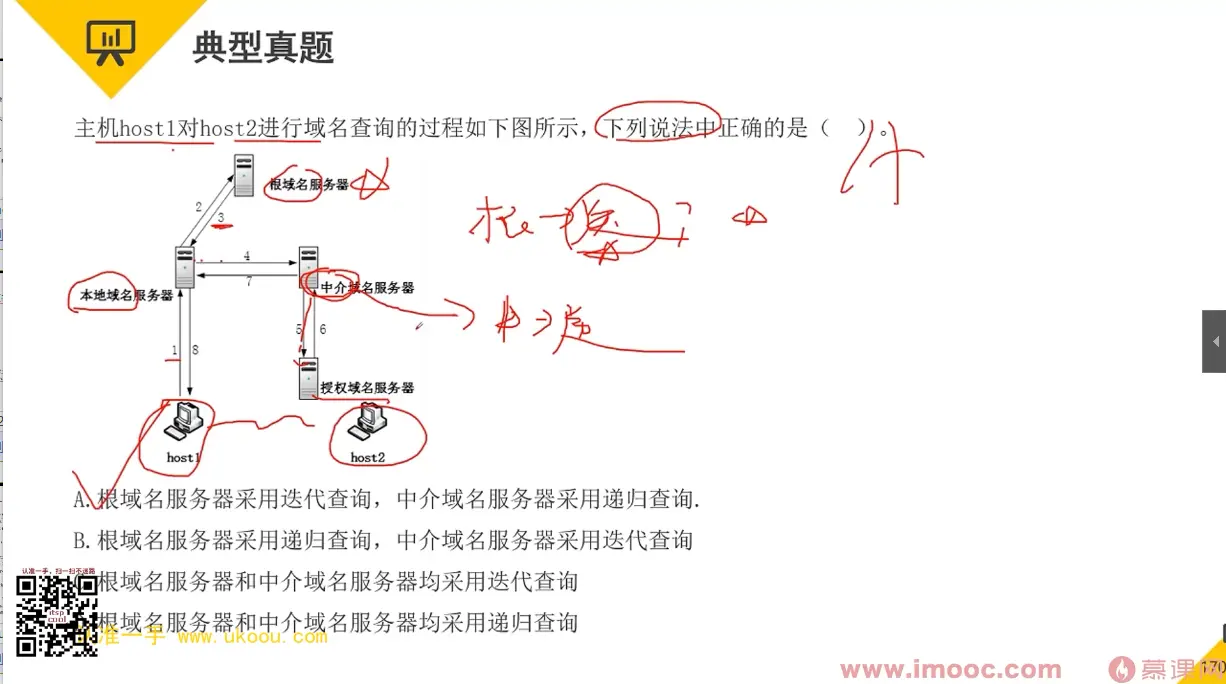 典型真题
主机host1对host2进行域名查询的过程如下图所示，下列说法中正确的是（ ）。
根域名服务器
2
3
4
7
本地域名服务器
中介域名服务器
根→
5
6
1
8
授权域名服务器
host1
host2
A.根域名服务器采用迭代查询，中介域名服务器采用递归查询.
B.根域名服务器采用递归查询，中介域名服务器采用迭代查询
根域名服务器和中介域名服务器均采用迭代查询
根域名服务器和中介域名服务器均采用递归查询
认准一手，扫一扫不迷路
itsp
cool
认准一手 www.ukoou.com
www.imooc.com
慕课网
170